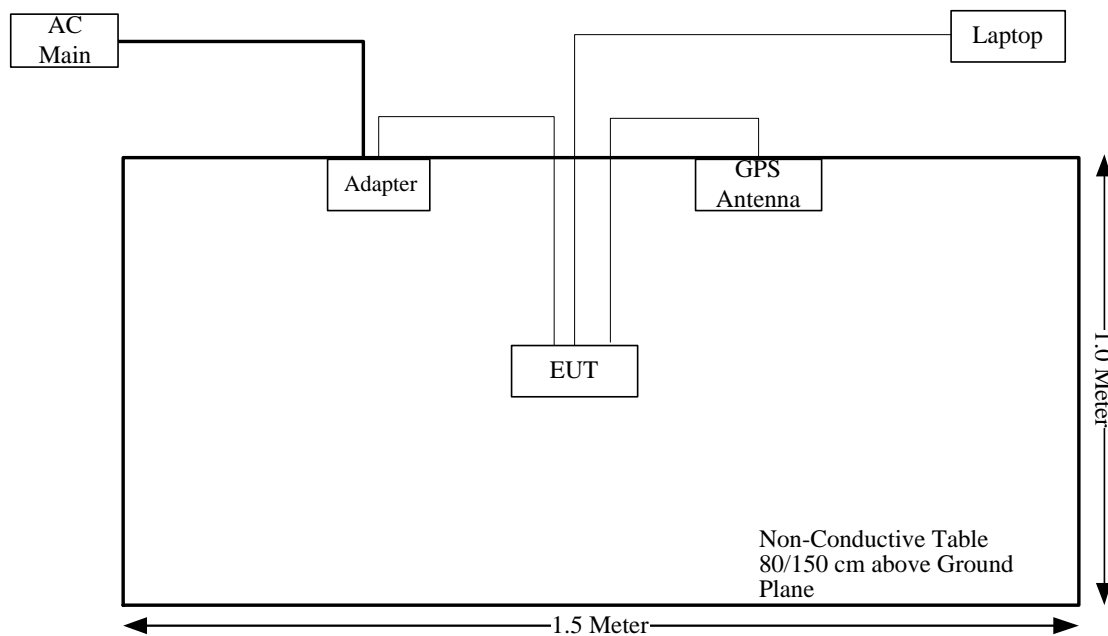 AC
Main
Laptop
Adapter
GPS
Antenna
EUT
1.0 Meter
Non-Conductive Table
80/150 cm above Ground
Plane
1.5 Meter